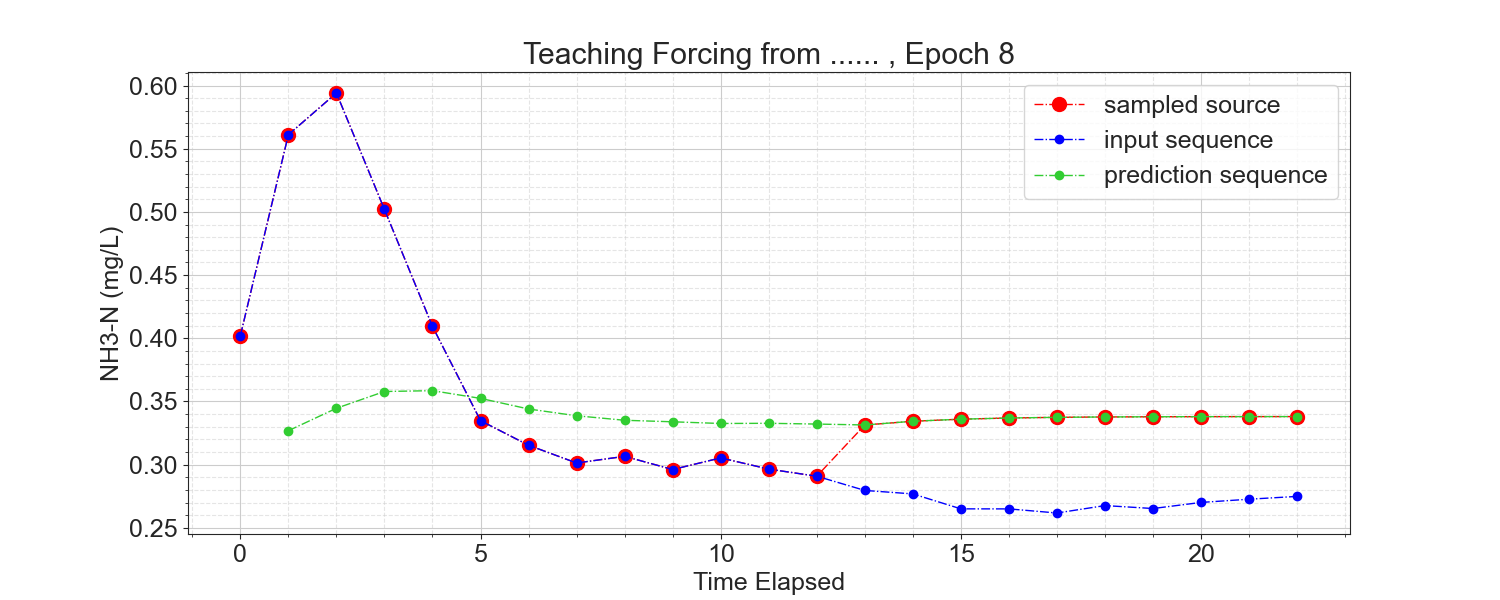 Teaching Forcing from ...... , Epoch 8
sampled source
input sequence
prediction sequence
NH3-N (mg/L)
0.60
0.55
0.50
0.45
0.40
0.35
0.30
0.25
0
5
10
15
20
Time Elapsed